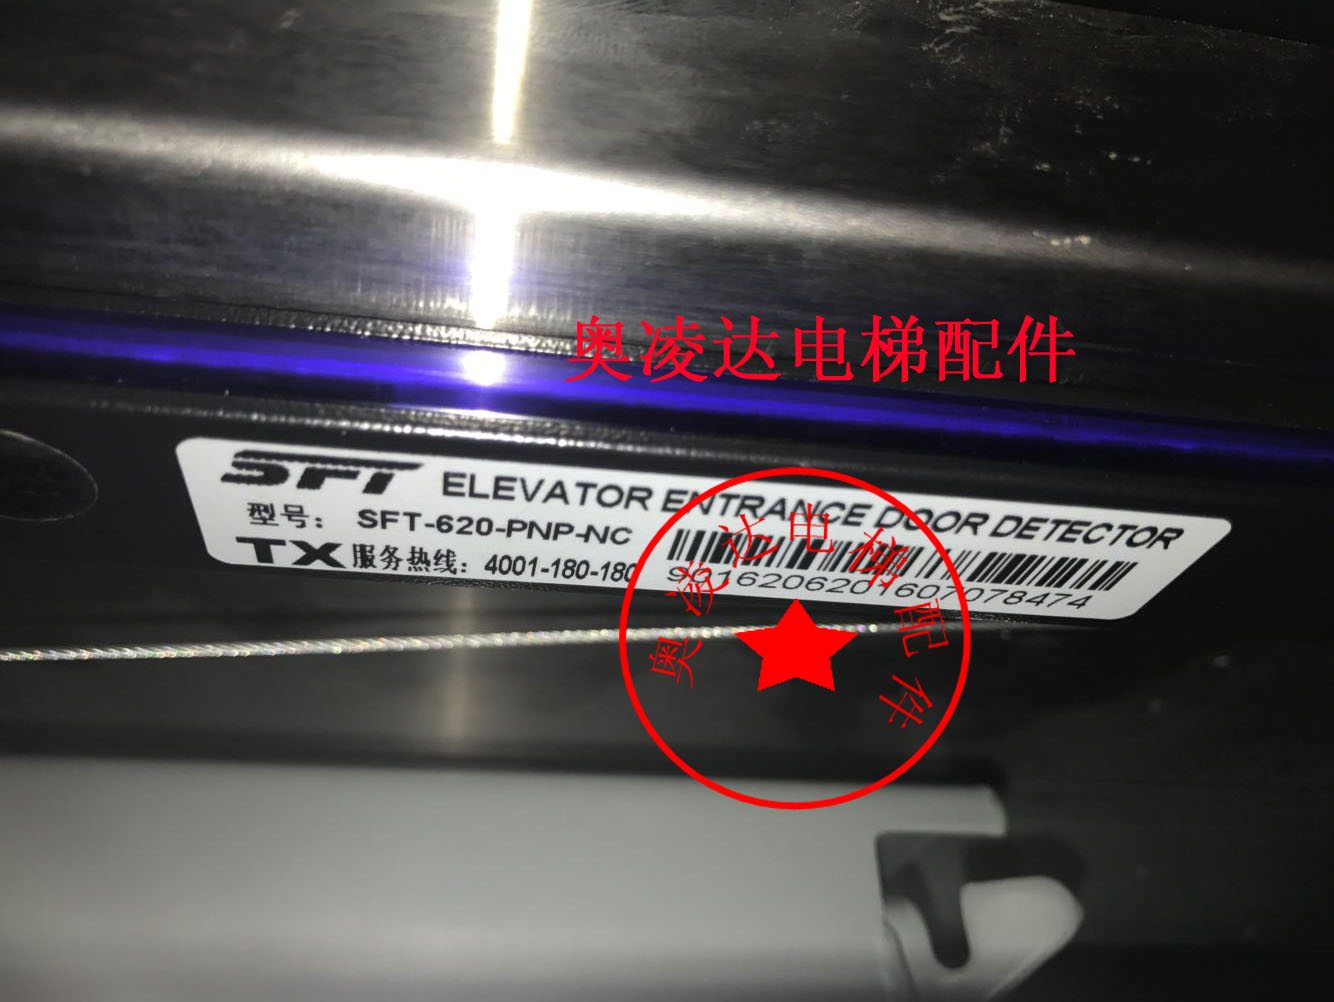 奥凌达电梯配件
SFT ELEVATOR ENTRANCE DOOR DETECTOR
型号: SFT-620-PNP-NC
TX 服务热线: 4001-180-180
9016206201607078474
奥凌达电梯配件